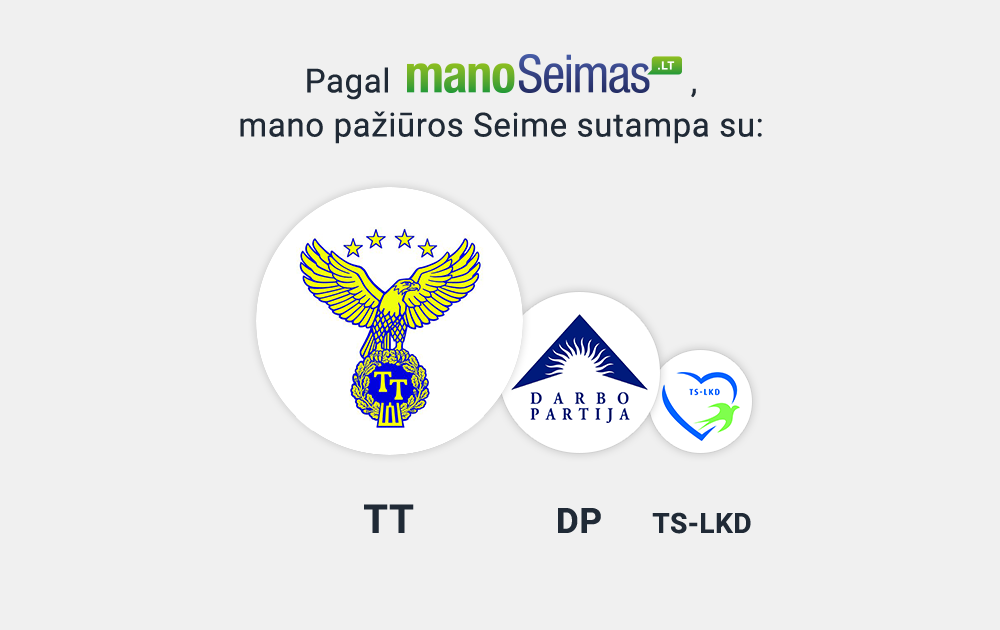 Pagal manoSeimas.LT ,
mano pažiūros Seime sutampa su:
TT
DARBO
PARTIJA
TS-LKD
TT DP TS-LKD